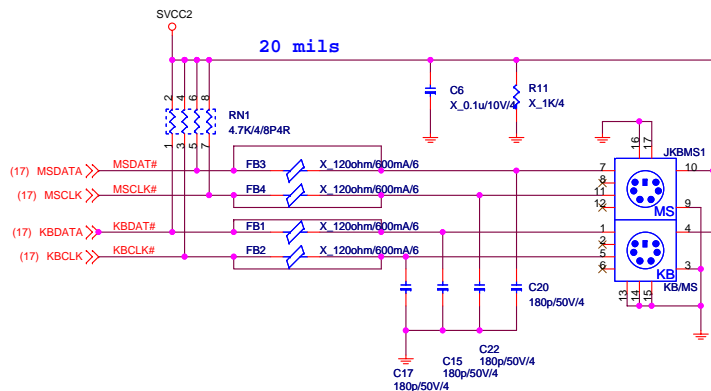 SVCC2
20 mils
2
4
6
8
RN1
4.7K/4/8P4R
1
3
5
7
C6
X_0.1u/10V/4
R11
X_1K/4
16
17
JKBMS1
(17) MSDATA
MSDAT#
FB3
X_120ohm/600mA/6
7
10
8
(17) MSCLK
MSCLK#
FB4
X_120ohm/600mA/6
11
12
MS
9
(17) KBDATA
KBDAT#
FB1
X_120ohm/600mA/6
1
4
2
(17) KBCLK
KBCLK#
FB2
X_120ohm/600mA/6
5
6
KB
3
KB/MS
13
14
15
C20
180p/50V/4
C22
180p/50V/4
C15
180p/50V/4
C17
180p/50V/4